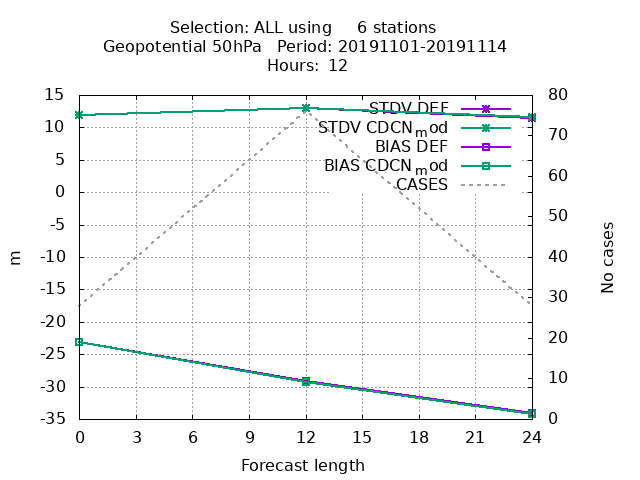 Selection: ALL using     6 stations
Geopotential 50hPa   Period: 20191101-20191114
Hours: 12
15
10
5
0
-5
-10
-15
-20
-25
-30
-35
m
STDV DEF
STDV CDCN_mod
BIAS DEF
BIAS CDCN_mod
CASES
80
70
60
50
40
30
20
10
0
No cases
0 3 6 9 12 15 18 21 24
Forecast length